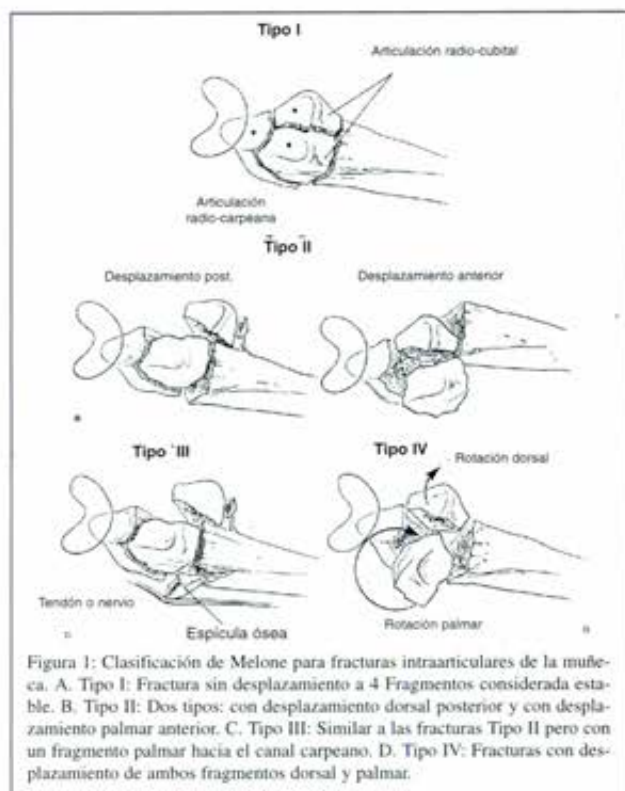 Tipo I
Articulación radio-cubital
Articulación
radio-carpeana
Tipo II
Desplazamiento post.
Desplazamiento anterior
Tipo III
Tipo IV
Rotación dorsal
Tendón o nervio
Espícula ósea
Rotación palmar
Figura 1: Clasificación de Melone para fracturas intraarticulares de la muñe-
ca. A. Tipo I: Fractura sin desplazamiento a 4 Fragmentos considerada esta-
ble. B. Tipo II: Dos tipos: con desplazamiento dorsal posterior y con despla-
zamiento palmar anterior. C. Tipo III: Similar a las fracturas Tipo II pero con
un fragmento palmar hacia el canal carpeano. D. Tipo IV: Fracturas con des-
plazamiento de ambos fragmentos dorsal y palmar.